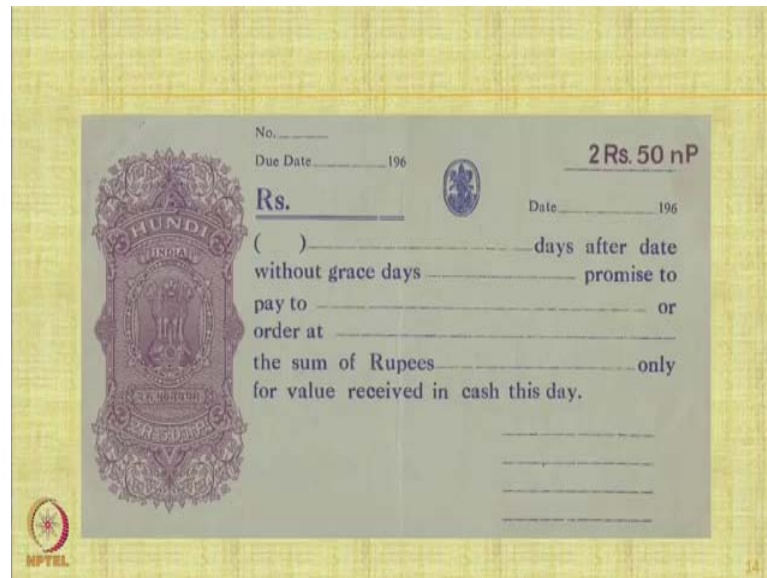 No.
Due Date 196
2 Rs. 50 nP
Rs.
Date 196
HUNDI
INDIA
( ) days after date
without grace days promise to
pay to or
order at
the sum of Rupees only
for value received in cash this day.
NPTEL
14